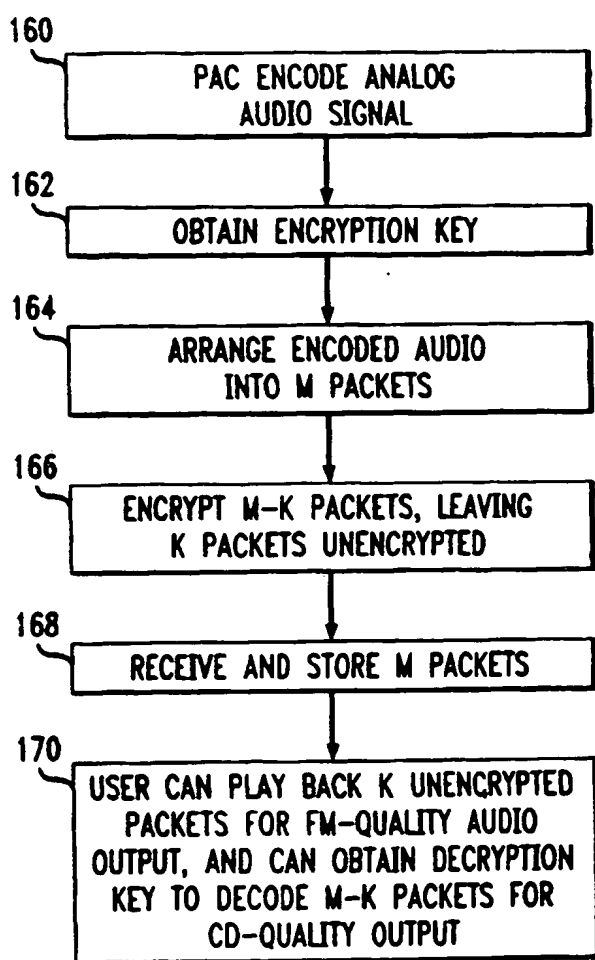 160
PAC ENCODE ANALOG
AUDIO SIGNAL
162
OBTAIN ENCRYPTION KEY
164
ARRANGE ENCODED AUDIO
INTO M PACKETS
166
ENCRYPT M-K PACKETS, LEAVING
K PACKETS UNENCRYPTED
168
RECEIVE AND STORE M PACKETS
170
USER CAN PLAY BACK K UNENCRYPTED
PACKETS FOR FM-QUALITY AUDIO
OUTPUT, AND CAN OBTAIN DECRYPTION
KEY TO DECODE M-K PACKETS FOR
CD-QUALITY OUTPUT